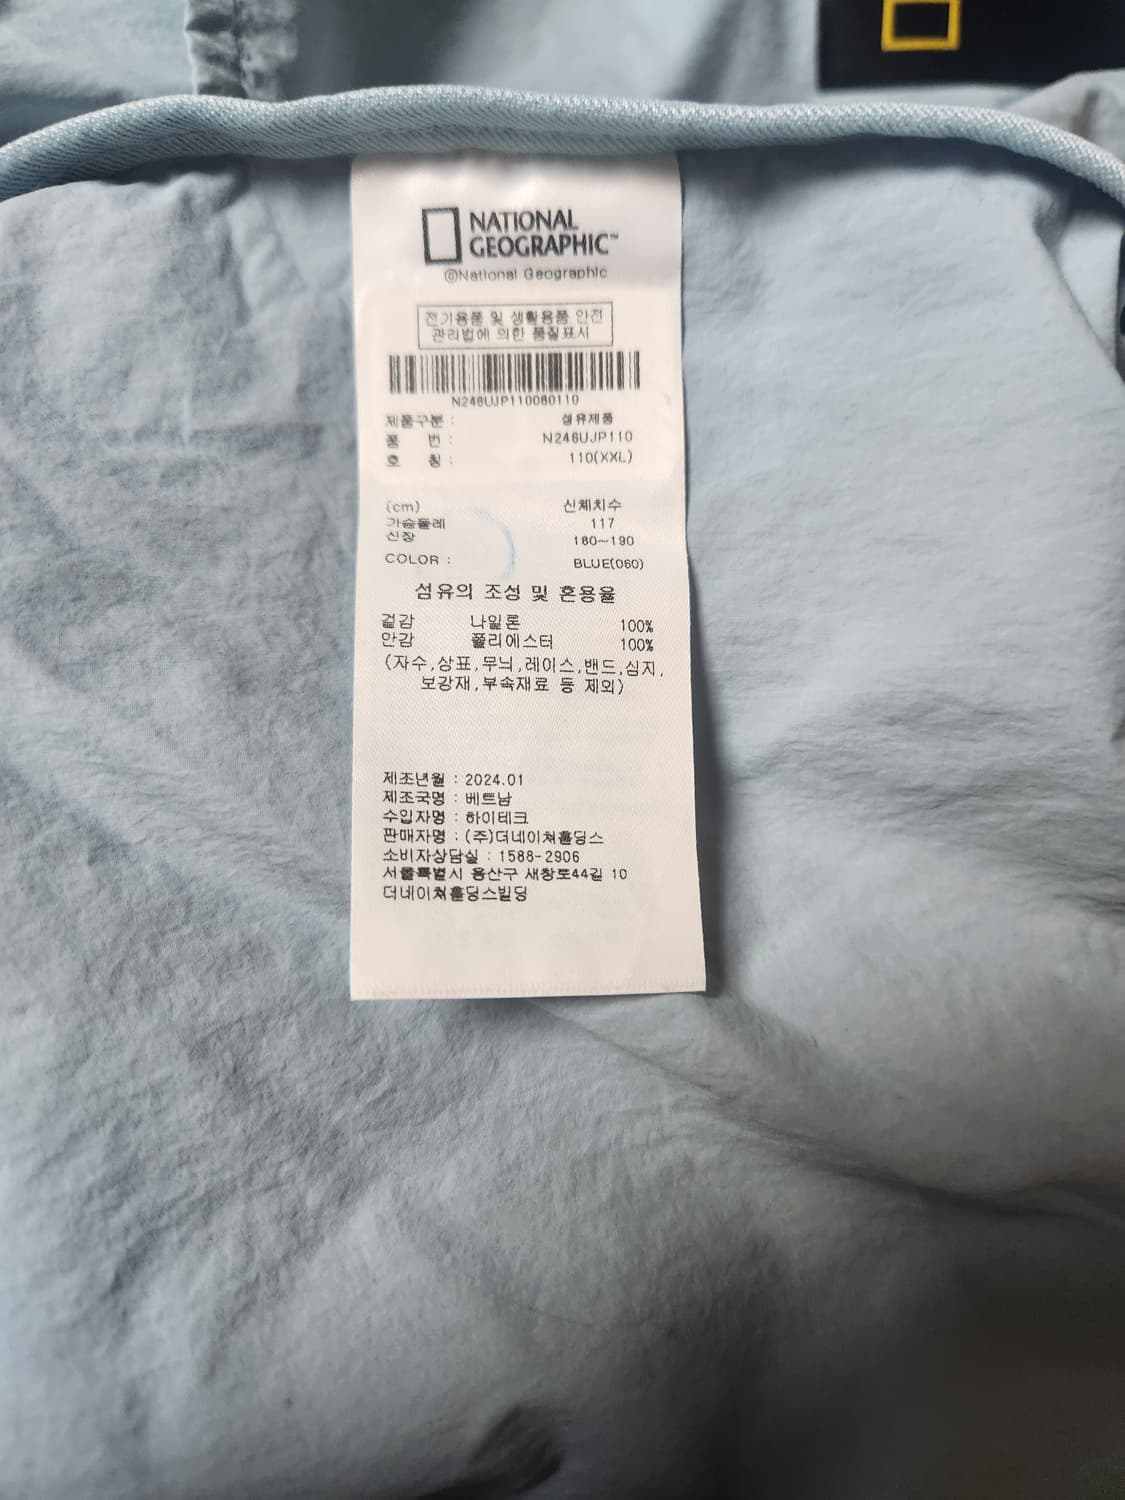 NATIONAL
GEOGRAPHIC™
©National Geographic
전기용품 및 생활용품 안전
관리법에 의한 품질표시
N246UJP110060110
제품구분 : 섬유제품
품 번 : N246UJP110
호 칭 : 110(XXL)
(cm) 신체치수
가슴둘레 117
신장 180~190
COLOR : BLUE(060)
섬유의 조성 및 혼용율
겉감 나일론 100%
안감 폴리에스터 100%
(자수,상표,무늬,레이스,밴드,심지,
보강재,부속재료 등 제외)
제조년월 : 2024.01
제조국명 : 베트남
수입자명 : 하이테크
판매자명 : (주)더네이쳐홀딩스
소비자상담실 : 1588-2906
서울특별시 용산구 새창로44길 10
더네이쳐홀딩스빌딩